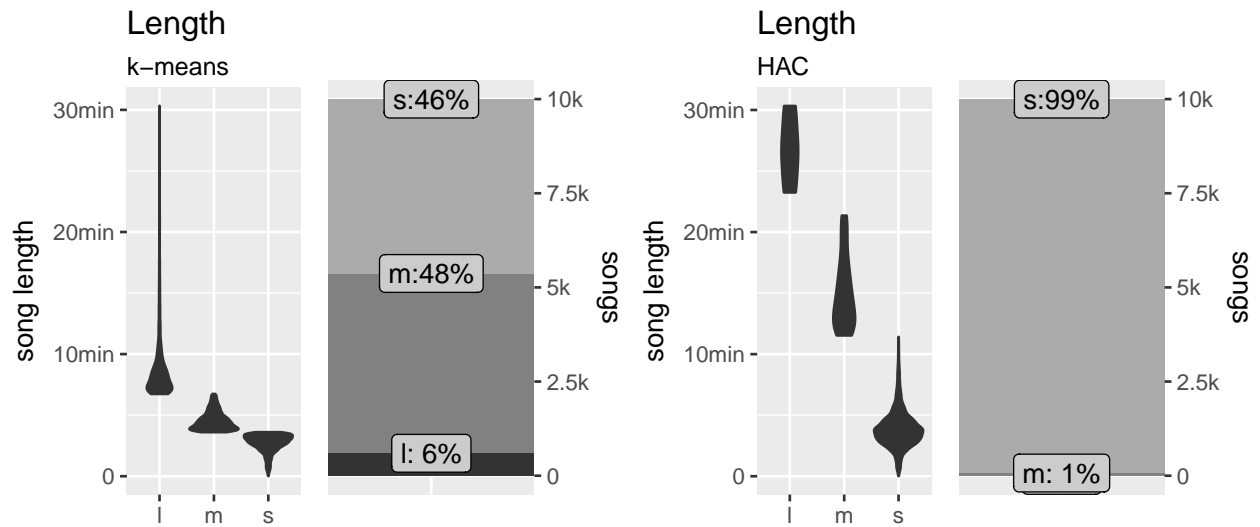 Length
k−means
song length
30min
20min
10min
0
l m s
s:46%
m:48%
l: 6%
10k
7.5k
5k
2.5k
0
songs
Length
HAC
song length
30min
20min
10min
0
l m s
s:99%
m: 1%
10k
7.5k
5k
2.5k
0
songs